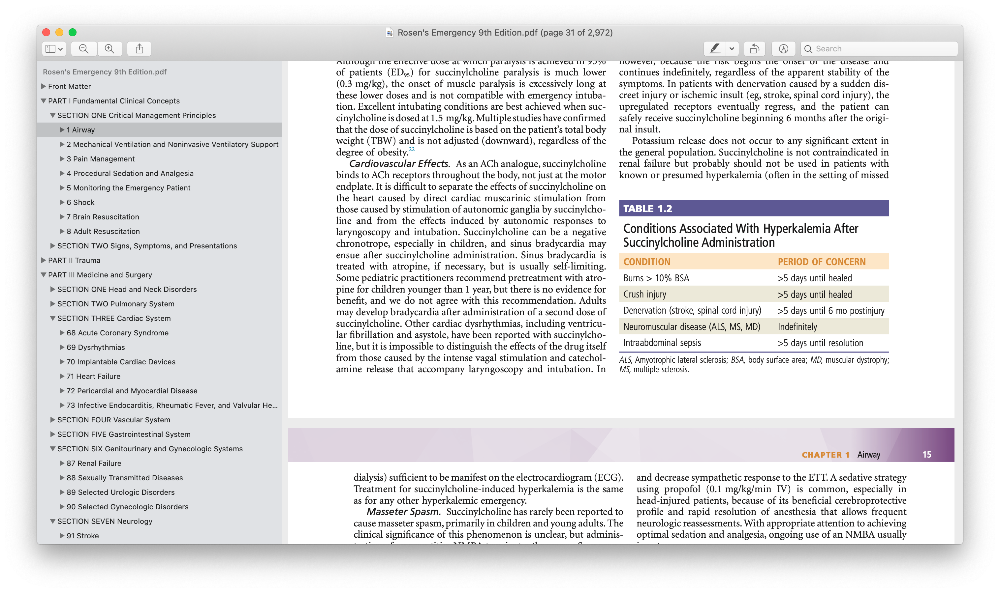 Rosen's Emergency 9th Edition.pdf (page 31 of 2,972)
Search
Rosen's Emergency 9th Edition.pdf
Front Matter
PART I Fundamental Clinical Concepts
SECTION ONE Critical Management Principles
1 Airway
2 Mechanical Ventilation and Noninvasive Ventilatory Support
3 Pain Management
4 Procedural Sedation and Analgesia
5 Monitoring the Emergency Patient
6 Shock
7 Brain Resuscitation
8 Adult Resuscitation
SECTION TWO Signs, Symptoms, and Presentations
PART II Trauma
PART III Medicine and Surgery
SECTION ONE Head and Neck Disorders
SECTION TWO Pulmonary System
SECTION THREE Cardiac System
68 Acute Coronary Syndrome
69 Dysrhythmias
70 Implantable Cardiac Devices
71 Heart Failure
72 Pericardial and Myocardial Disease
73 Infective Endocarditis, Rheumatic Fever, and Valvular He...
SECTION FOUR Vascular System
SECTION FIVE Gastrointestinal System
SECTION SIX Genitourinary and Gynecologic Systems
87 Renal Failure
88 Sexually Transmitted Diseases
89 Selected Urologic Disorders
90 Selected Gynecologic Disorders
SECTION SEVEN Neurology
91 Stroke
Although the effective dose at which paralysis is achieved in 95%
of patients (ED95) for succinylcholine paralysis is much lower
(0.3 mg/kg), the onset of muscle paralysis is excessively long at
these lower doses and is not compatible with emergency intuba-
tion. Excellent intubating conditions are best achieved when suc-
cinylcholine is dosed at 1.5 mg/kg. Multiple studies have confirmed
that the dose of succinylcholine is based on the patient's total body
weight (TBW) and is not adjusted (downward), regardless of the
degree of obesity.22
Cardiovascular Effects. As an ACh analogue, succinylcholine
binds to ACh receptors throughout the body, not just at the motor
endplate. It is difficult to separate the effects of succinylcholine on
the heart caused by direct cardiac muscarinic stimulation from
those caused by stimulation of autonomic ganglia by succinylcho-
line and from the effects induced by autonomic responses to
laryngoscopy and intubation. Succinylcholine can be a negative
chronotrope, especially in children, and sinus bradycardia may
ensue after succinylcholine administration. Sinus bradycardia is
treated with atropine, if necessary, but is usually self-limiting.
Some pediatric practitioners recommend pretreatment with atro-
pine for children younger than 1 year, but there is no evidence for
benefit, and we do not agree with this recommendation. Adults
may develop bradycardia after administration of a second dose of
succinylcholine. Other cardiac dysrhythmias, including ventricu-
lar fibrillation and asystole, have been reported with succinylcho-
line, but it is impossible to distinguish the effects of the drug itself
from those caused by the intense vagal stimulation and catechol-
amine release that accompany laryngoscopy and intubation. In
however, because the risk begins the onset of the disease and
continues indefinitely, regardless of the apparent stability of the
symptoms. In patients with denervation caused by a sudden dis-
creet injury or ischemic insult (eg, stroke, spinal cord injury), the
upregulated receptors eventually regress, and the patient can
safely receive succinylcholine beginning 6 months after the origi-
nal insult.
Potassium release does not occur to any significant extent in
the general population. Succinylcholine is not contraindicated in
renal failure but probably should not be used in patients with
known or presumed hyperkalemia (often in the setting of missed
TABLE 1.2
Conditions Associated With Hyperkalemia After
Succinylcholine Administration
CONDITION PERIOD OF CONCERN
Burns > 10% BSA >5 days until healed
Crush injury >5 days until healed
Denervation (stroke, spinal cord injury) >5 days until 6 mo postinjury
Neuromuscular disease (ALS, MS, MD) Indefinitely
Intraabdominal sepsis >5 days until resolution
ALS, Amyotrophic lateral sclerosis; BSA, body surface area; MD, muscular dystrophy;
MS, multiple sclerosis.
CHAPTER 1 Airway 15
dialysis) sufficient to be manifest on the electrocardiogram (ECG).
Treatment for succinylcholine-induced hyperkalemia is the same
as for any other hyperkalemic emergency.
Masseter Spasm. Succinylcholine has rarely been reported to
cause masseter spasm, primarily in children and young adults. The
clinical significance of this phenomenon is unclear, but adminis-
and decrease sympathetic response to the ETT. A sedative strategy
using propofol (0.1 mg/kg/min IV) is common, especially in
head-injured patients, because of its beneficial cerebroprotective
profile and rapid resolution of anesthesia that allows frequent
neurologic reassessments. With appropriate attention to achieving
optimal sedation and analgesia, ongoing use of an NMBA usually